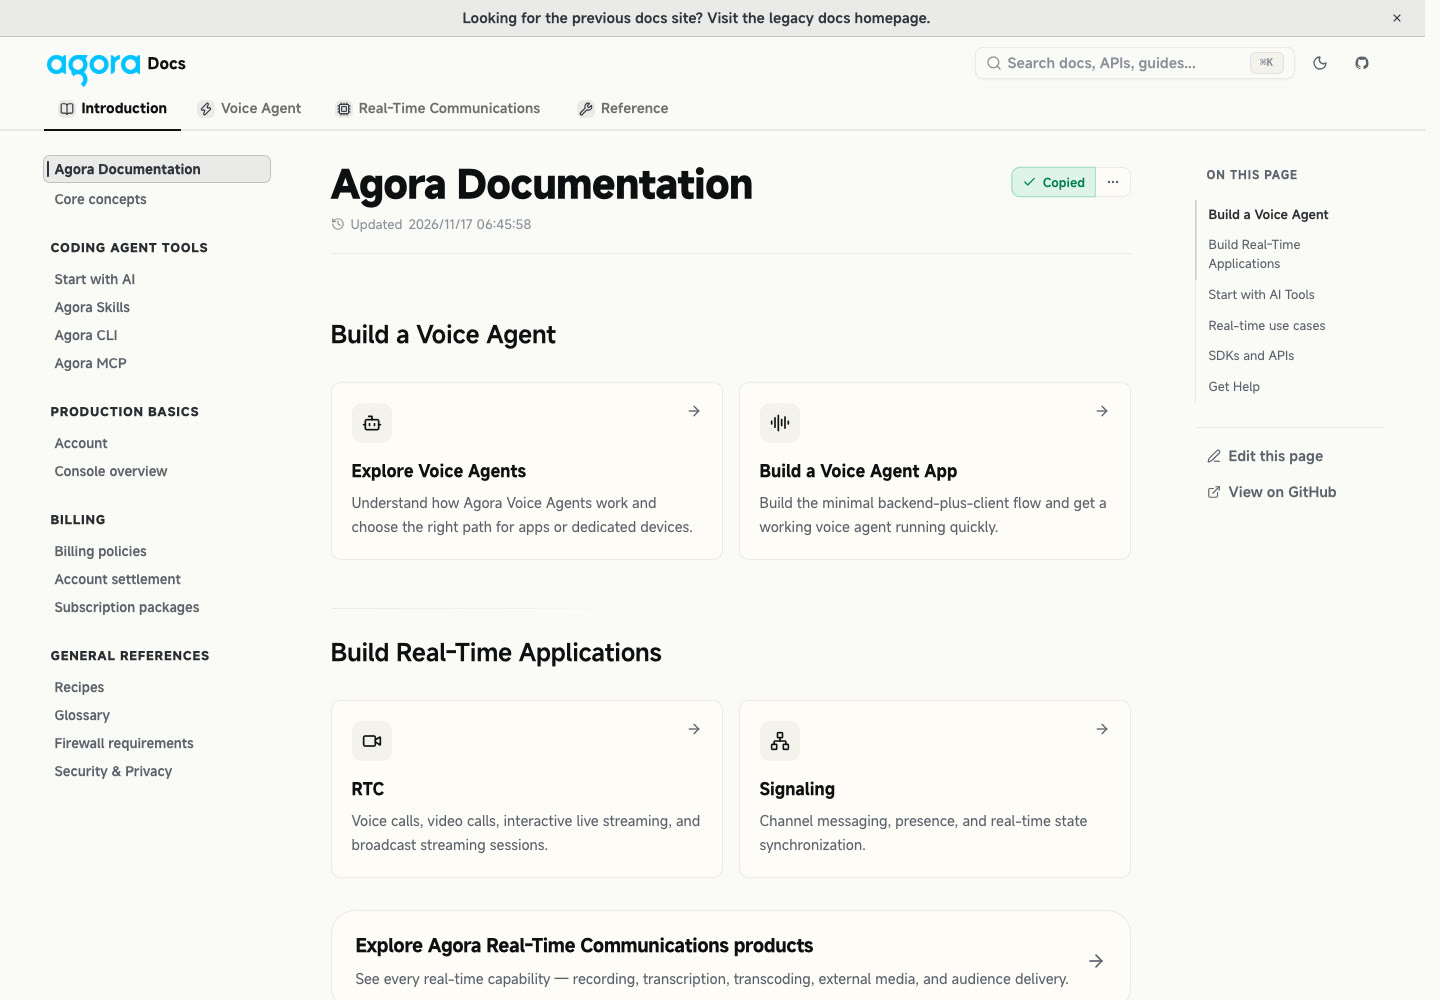 Looking for the previous docs site? Visit the legacy docs homepage.
agora Docs
Search docs, APIs, guides...
⌘K
Introduction
Voice Agent
Real-Time Communications
Reference
Agora Documentation
Core concepts
CODING AGENT TOOLS
Start with AI
Agora Skills
Agora CLI
Agora MCP
PRODUCTION BASICS
Account
Console overview
BILLING
Billing policies
Account settlement
Subscription packages
GENERAL REFERENCES
Recipes
Glossary
Firewall requirements
Security & Privacy
Agora Documentation
Copied
Updated 2026/11/17 06:45:58
Build a Voice Agent
Explore Voice Agents
Understand how Agora Voice Agents work and
choose the right path for apps or dedicated devices.
Build a Voice Agent App
Build the minimal backend-plus-client flow and get a
working voice agent running quickly.
Build Real-Time Applications
RTC
Voice calls, video calls, interactive live streaming, and
broadcast streaming sessions.
Signaling
Channel messaging, presence, and real-time state
synchronization.
Explore Agora Real-Time Communications products
See every real-time capability — recording, transcription, transcoding, external media, and audience delivery.
ON THIS PAGE
Build a Voice Agent
Build Real-Time
Applications
Start with AI Tools
Real-time use cases
SDKs and APIs
Get Help
Edit this page
View on GitHub